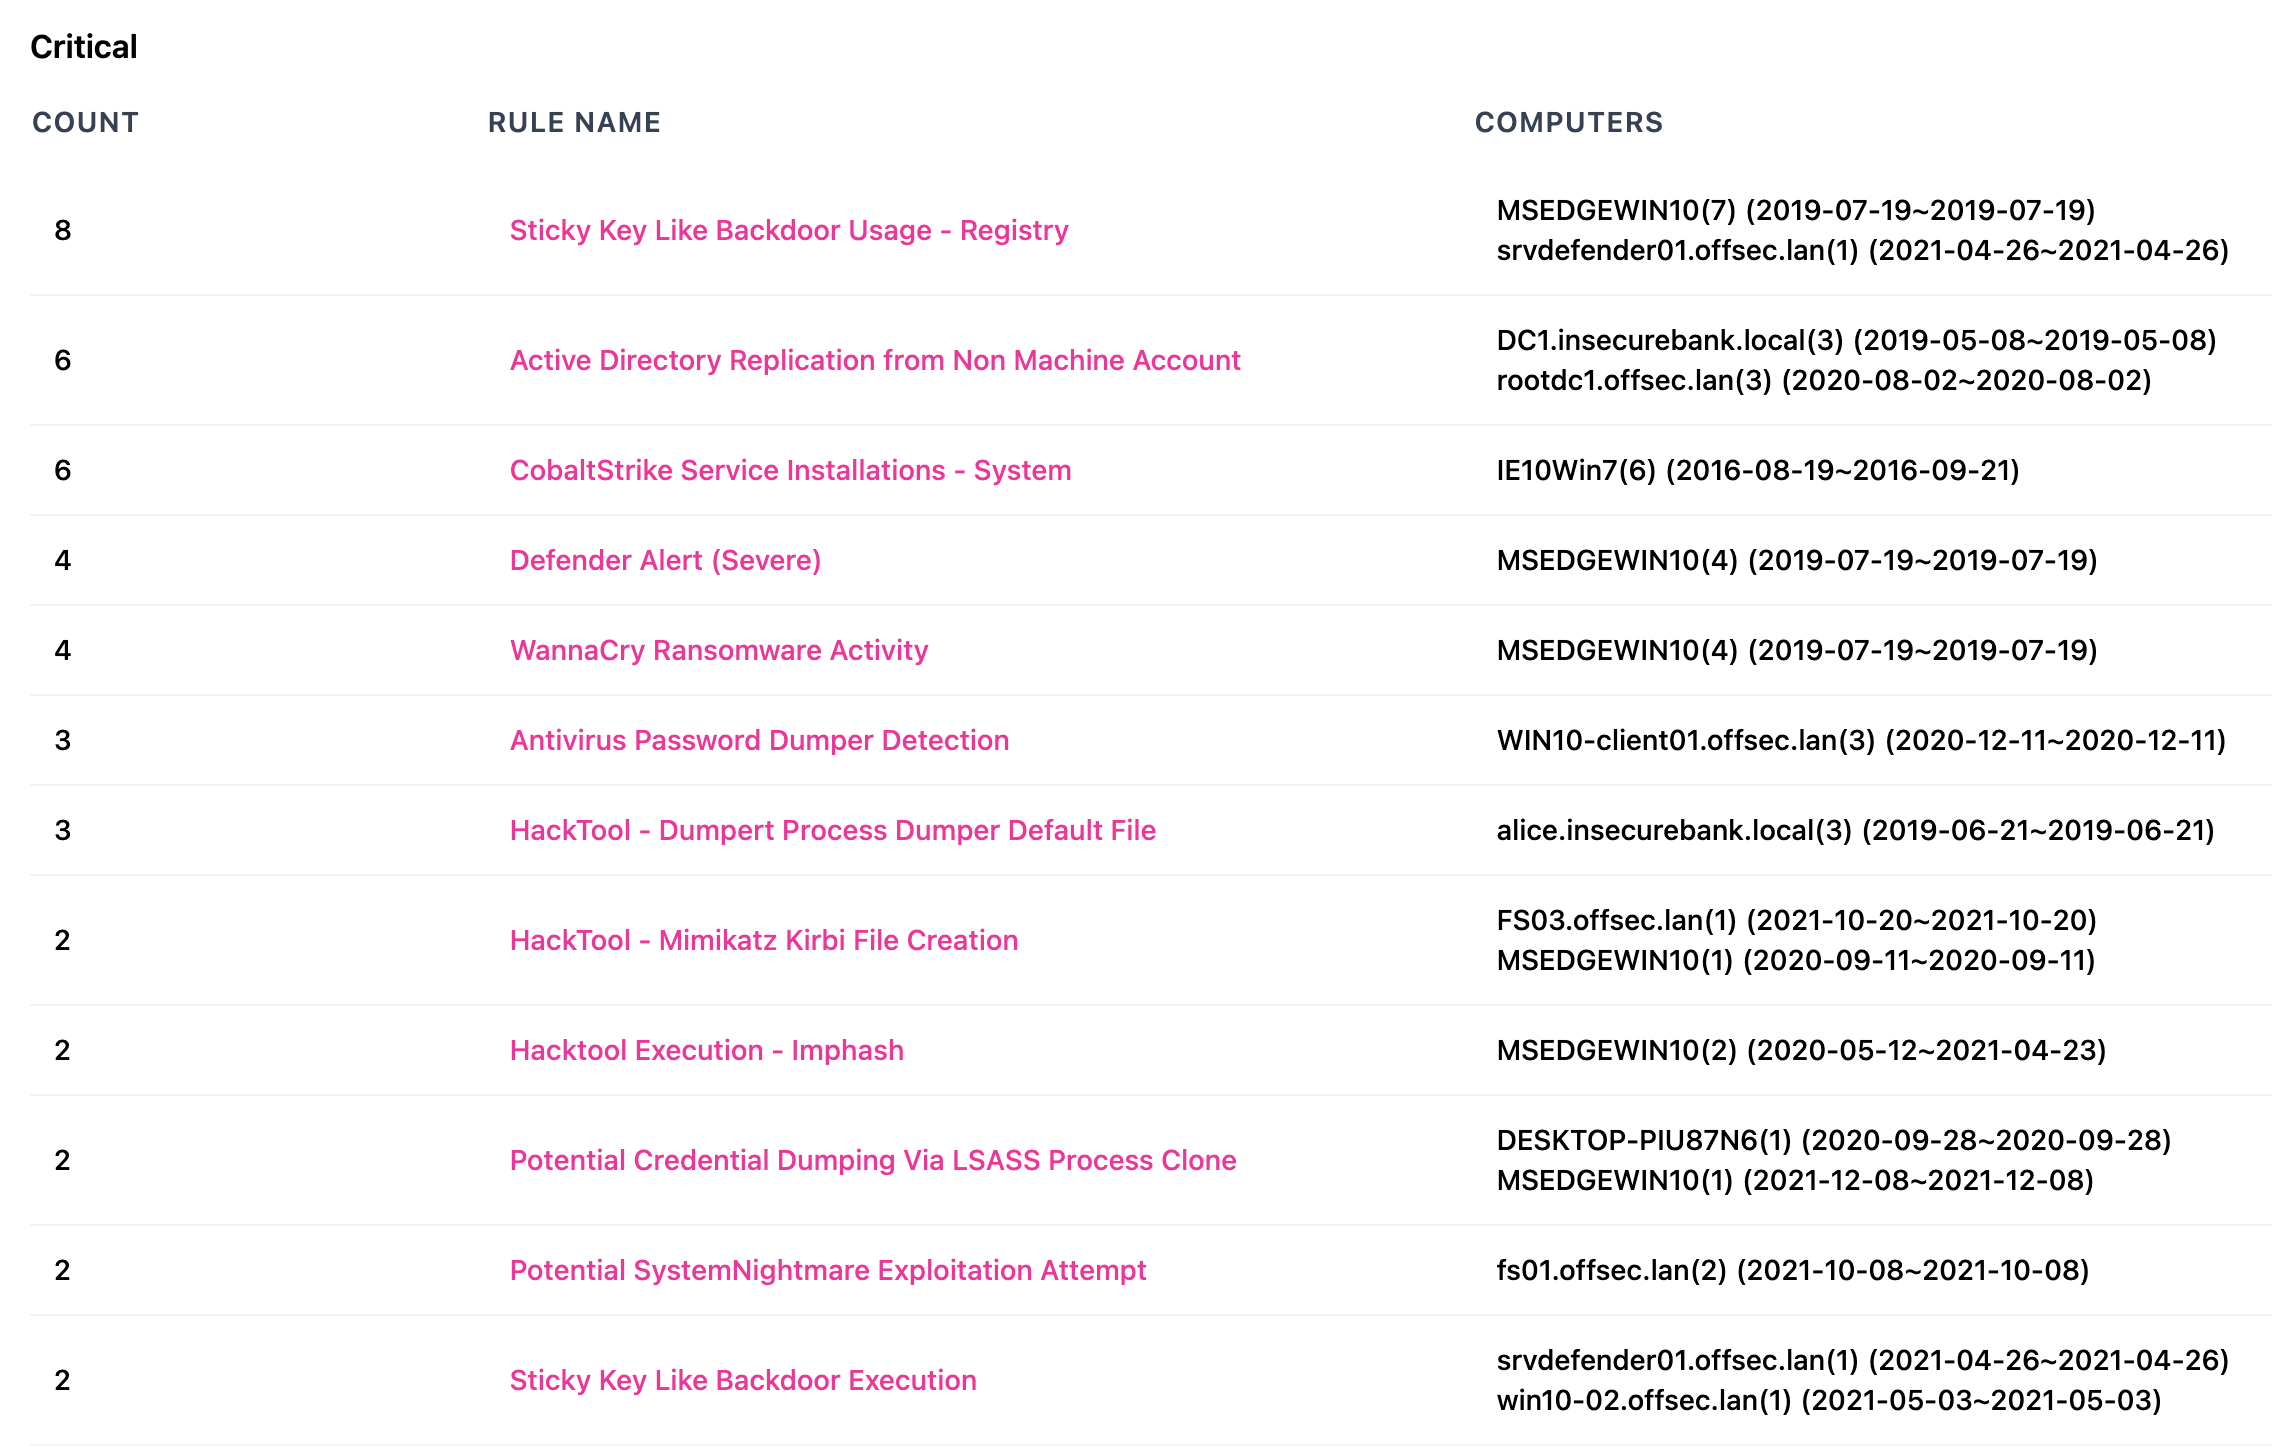 Critical
COUNT RULE NAME COMPUTERS
8 Sticky Key Like Backdoor Usage - Registry MSEDGEWIN10(7) (2019-07-19~2019-07-19)
srvdefender01.offsec.lan(1) (2021-04-26~2021-04-26)
6 Active Directory Replication from Non Machine Account DC1.insecurebank.local(3) (2019-05-08~2019-05-08)
rootdc1.offsec.lan(3) (2020-08-02~2020-08-02)
6 CobaltStrike Service Installations - System IE10Win7(6) (2016-08-19~2016-09-21)
4 Defender Alert (Severe) MSEDGEWIN10(4) (2019-07-19~2019-07-19)
4 WannaCry Ransomware Activity MSEDGEWIN10(4) (2019-07-19~2019-07-19)
3 Antivirus Password Dumper Detection WIN10-client01.offsec.lan(3) (2020-12-11~2020-12-11)
3 HackTool - Dumpert Process Dumper Default File alice.insecurebank.local(3) (2019-06-21~2019-06-21)
2 HackTool - Mimikatz Kirbi File Creation FS03.offsec.lan(1) (2021-10-20~2021-10-20)
MSEDGEWIN10(1) (2020-09-11~2020-09-11)
2 Hacktool Execution - Imphash MSEDGEWIN10(2) (2020-05-12~2021-04-23)
2 Potential Credential Dumping Via LSASS Process Clone DESKTOP-PIU87N6(1) (2020-09-28~2020-09-28)
MSEDGEWIN10(1) (2021-12-08~2021-12-08)
2 Potential SystemNightmare Exploitation Attempt fs01.offsec.lan(2) (2021-10-08~2021-10-08)
2 Sticky Key Like Backdoor Execution srvdefender01.offsec.lan(1) (2021-04-26~2021-04-26)
win10-02.offsec.lan(1) (2021-05-03~2021-05-03)